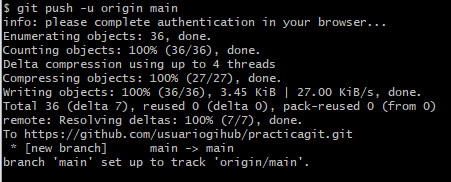 $ git push -u origin main
info: please complete authentication in your browser...
Enumerating objects: 36, done.
Counting objects: 100% (36/36), done.
Delta compression using up to 4 threads
Compressing objects: 100% (27/27), done.
Writing objects: 100% (36/36), 3.45 KiB | 27.00 KiB/s, done.
Total 36 (delta 7), reused 0 (delta 0), pack-reused 0 (from 0)
remote: Resolving deltas: 100% (7/7), done.
To https://github.com/usuariogihub/practicagit.git
 * [new branch]      main -> main
branch 'main' set up to track 'origin/main'.